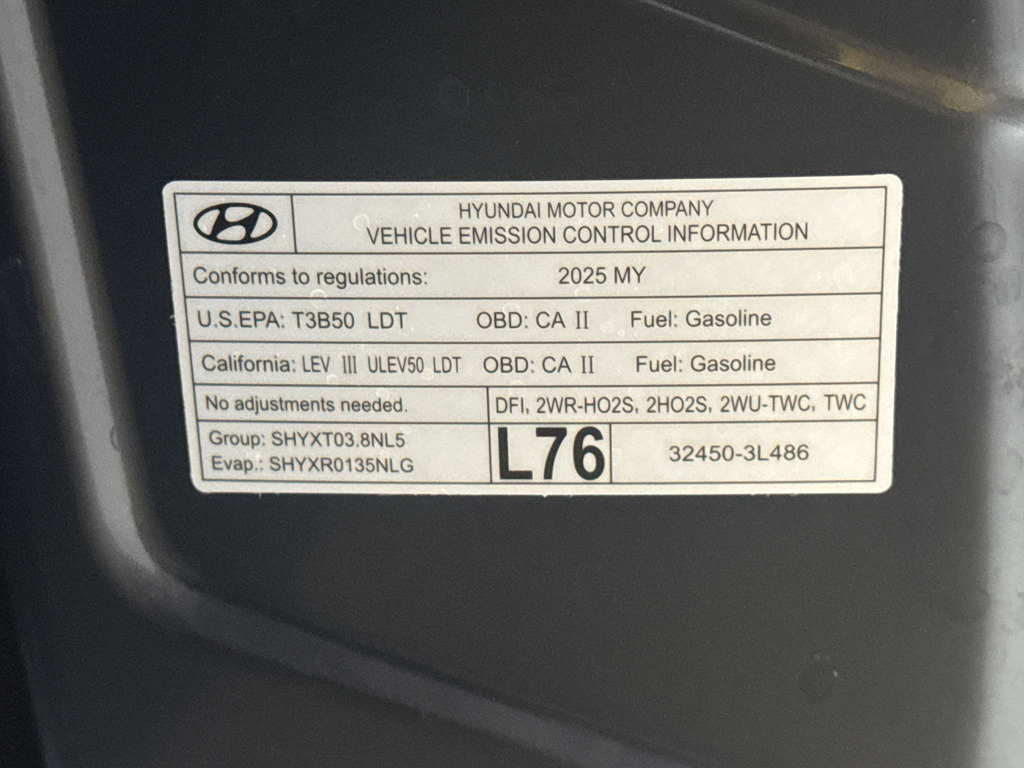 HYUNDAI MOTOR COMPANY
VEHICLE EMISSION CONTROL INFORMATION
Conforms to regulations: 2025 MY
U.S.EPA: T3B50 LDT OBD: CA II Fuel: Gasoline
California: LEV III ULEV50 LDT OBD: CA II Fuel: Gasoline
No adjustments needed. DFI, 2WR-HO2S, 2HO2S, 2WU-TWC, TWC
Group: SHYXT03.8NL5
Evap.: SHYXR0135NLG
L76
32450-3L486